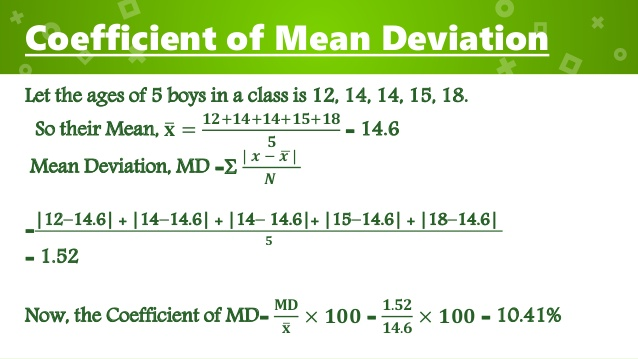 Coefficient of Mean Deviation
Let the ages of 5 boys in a class is 12, 14, 14, 15, 18.
So their Mean, x̄ = 12+14+14+15+18 / 5 = 14.6
Mean Deviation, MD = Σ | x − x̄ | / N
= |12−14.6| + |14−14.6| + |14− 14.6|+ |15−14.6| + |18−14.6| / 5
= 1.52
Now, the Coefficient of MD= MD / x̄ × 100 = 1.52 / 14.6 × 100 = 10.41%